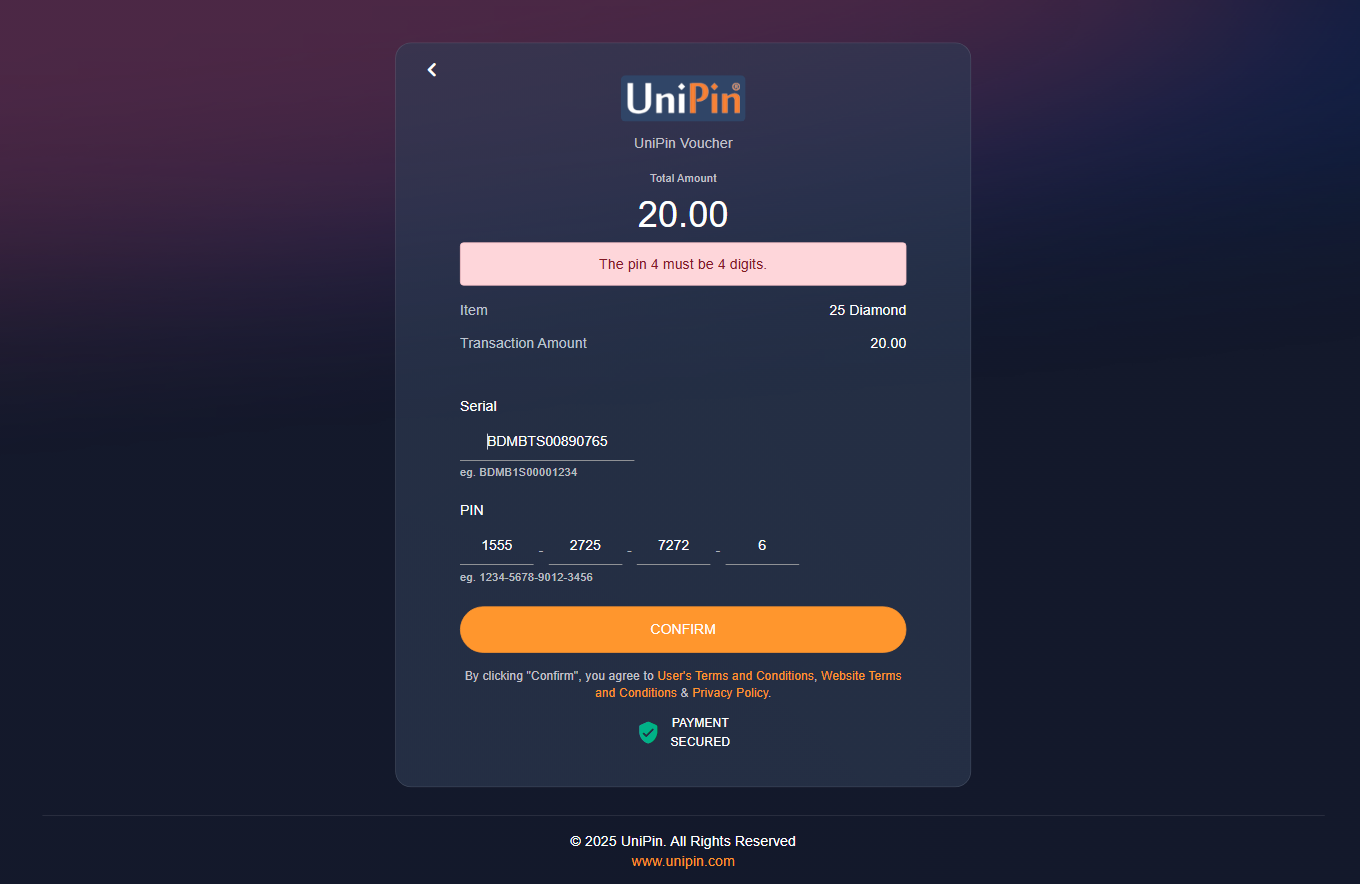 UniPin®
UniPin Voucher
Total Amount
20.00
The pin 4 must be 4 digits.
Item 25 Diamond
Transaction Amount 20.00
Serial
BDMBTS00890765
eg. BDMB1S00001234
PIN
1555 - 2725 - 7272 - 6
eg. 1234-5678-9012-3456
CONFIRM
By clicking "Confirm", you agree to User's Terms and Conditions, Website Terms
and Conditions & Privacy Policy.
PAYMENT
SECURED
© 2025 UniPin. All Rights Reserved
www.unipin.com